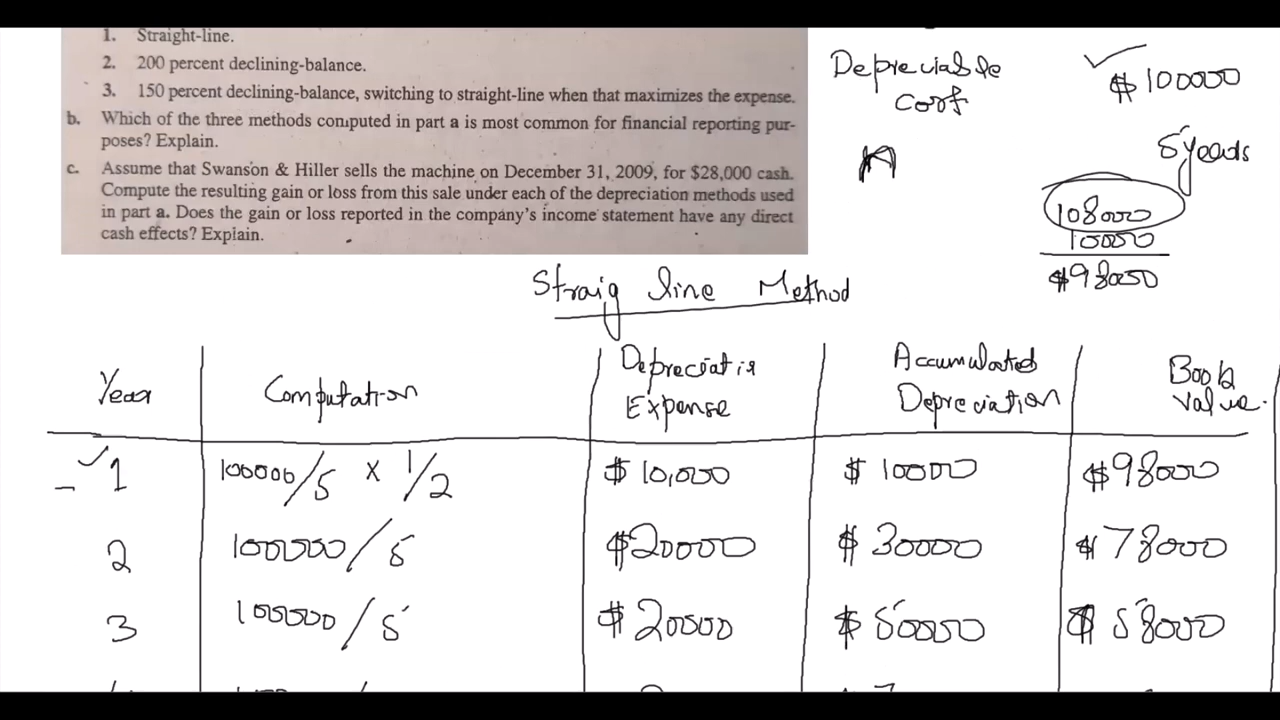 1. Straight-line.
2. 200 percent declining-balance.
3. 150 percent declining-balance, switching to straight-line when that maximizes the expense.
b. Which of the three methods computed in part a is most common for financial reporting pur-
poses? Explain.
c. Assume that Swanson & Hiller sells the machine on December 31, 2009, for $28,000 cash.
Compute the resulting gain or loss from this sale under each of the depreciation methods used
in part a. Does the gain or loss reported in the company's income statement have any direct
cash effects? Explain.
Depreciable
$100000
5 years
108000
10000
$98000
Straig line Method
Year Computation Depreciatin Expense Accumulated Depreciation Book Value.
1 100000/5 x 1/2 $10,000 $10000 $98000
2 100000/5 $20000 $30000 $78000
3 100000/5 $20000 $50000 $58000